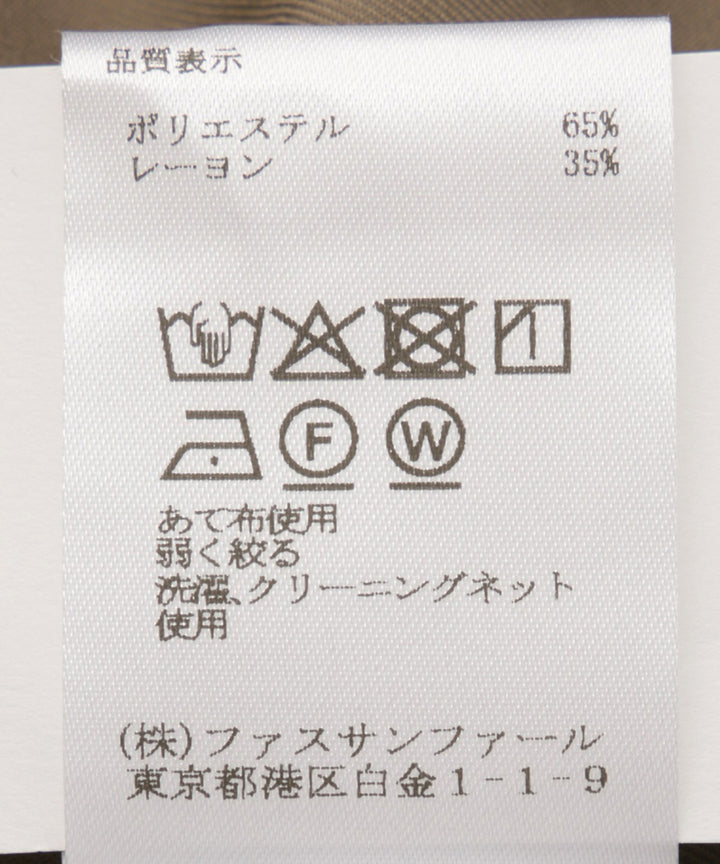 品質表示
ポリエステル 65%
レーヨン 35%
F W
あて布使用
弱く絞る
洗濯、クリーニングネット
使用
(株)ファスサンファール
東京都港区白金1-1-9